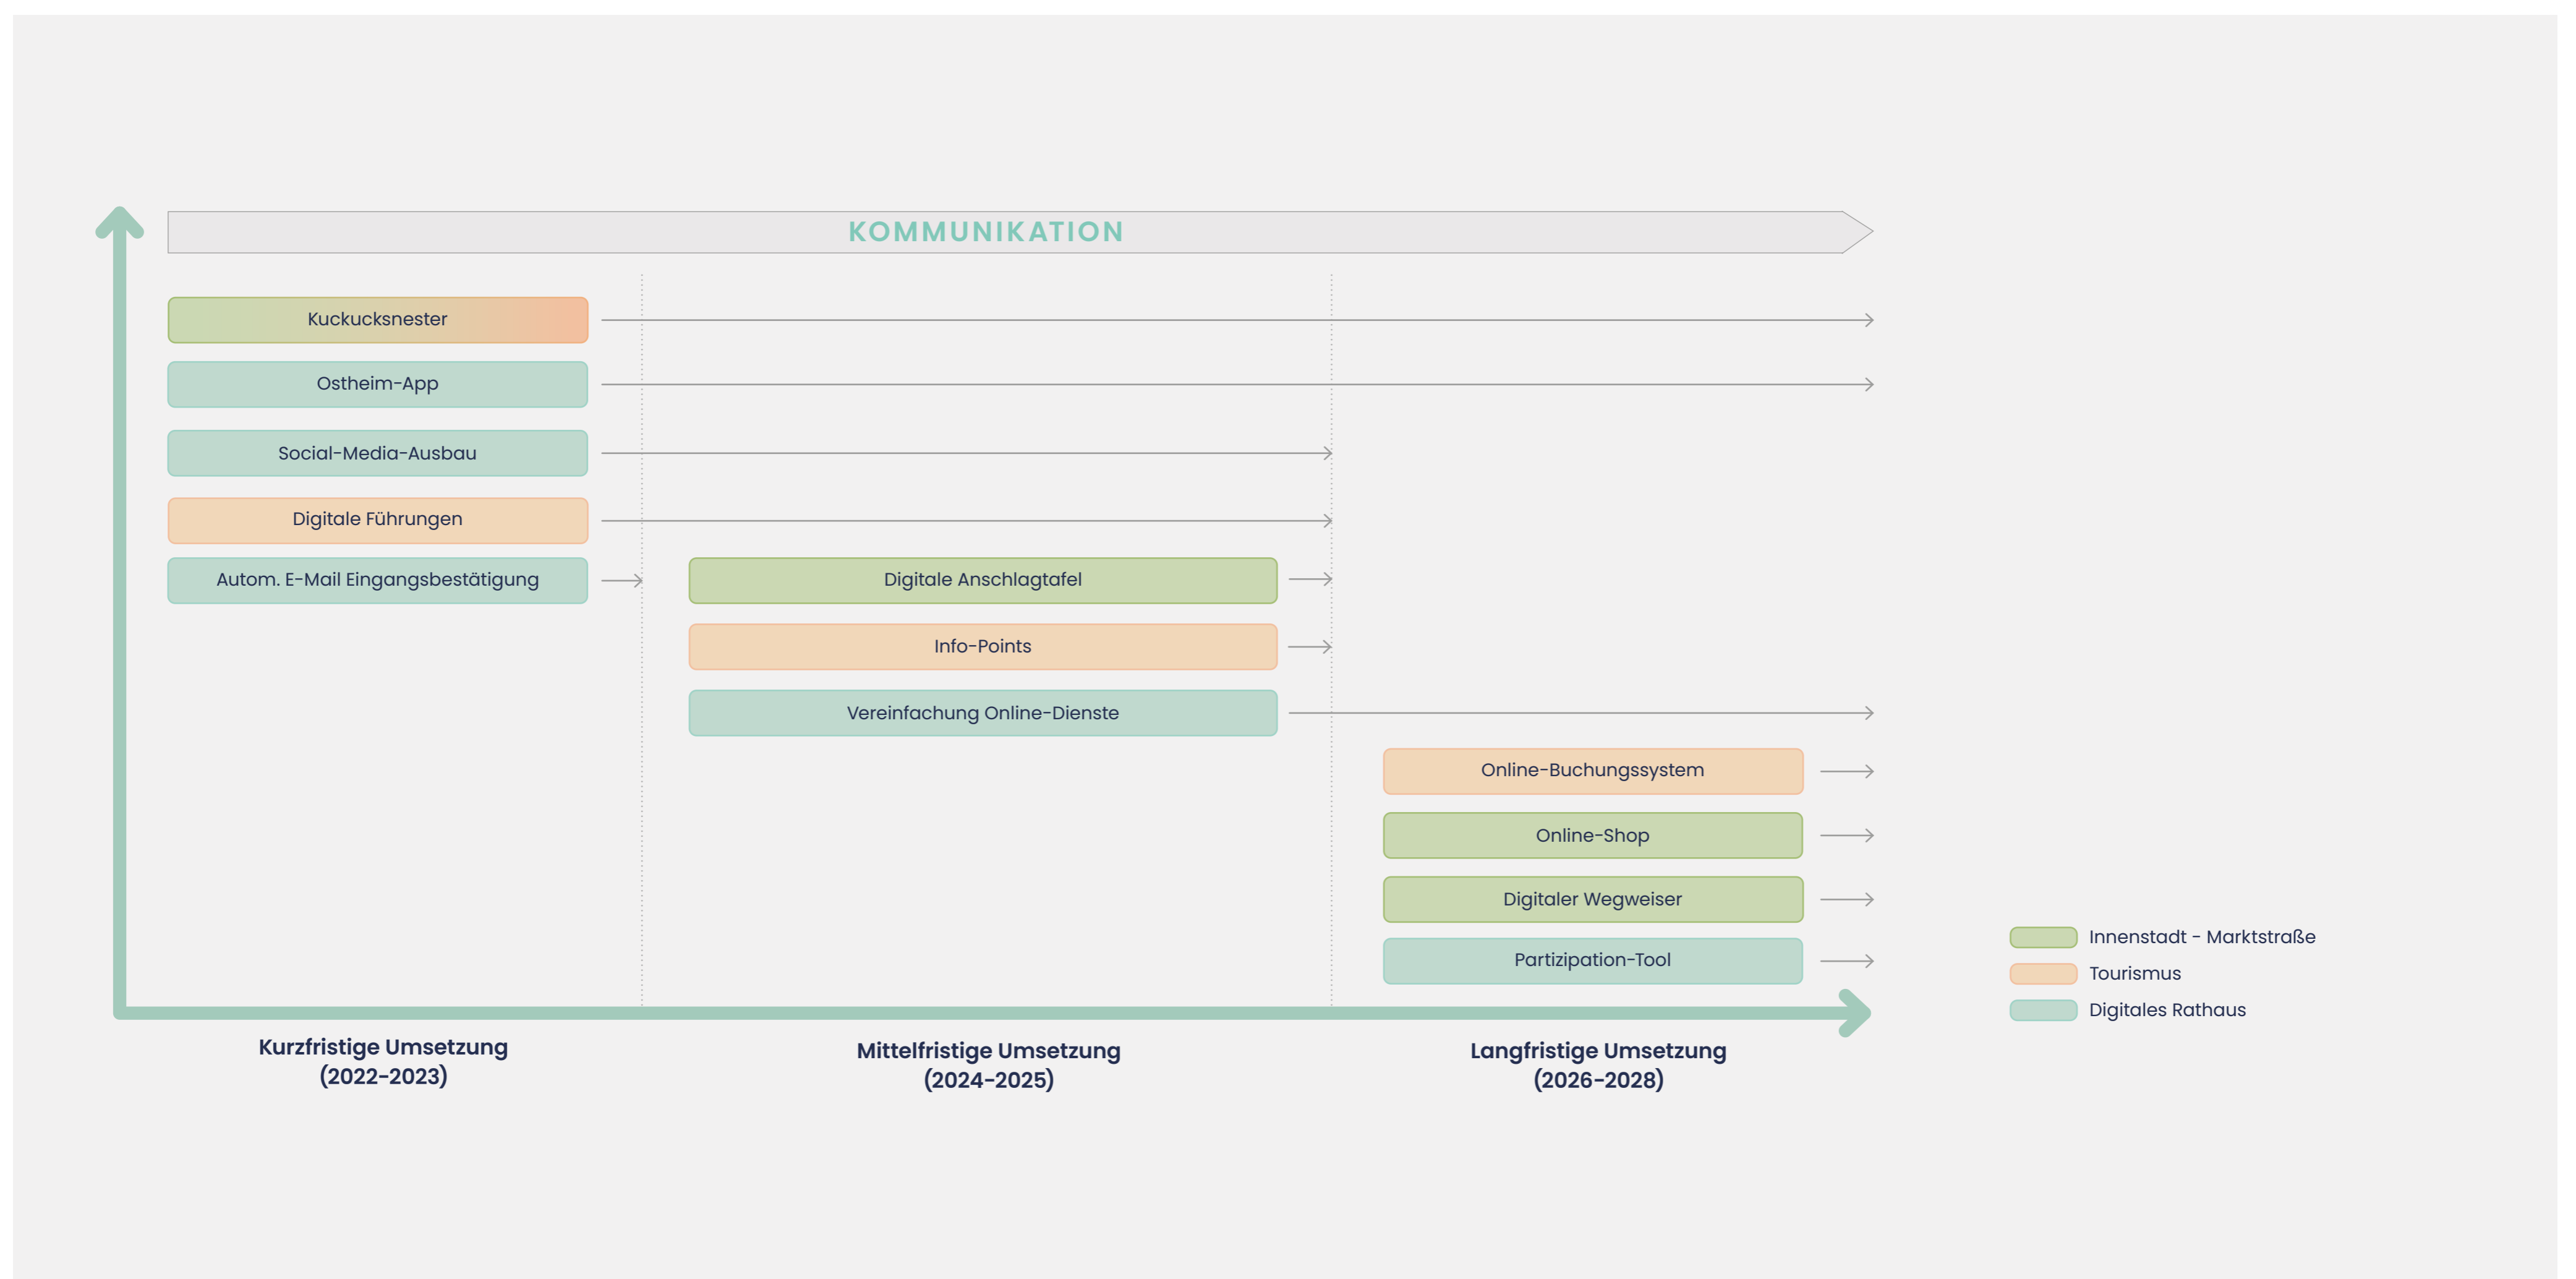 KOMMUNIKATION
Kuckucksnester
Ostheim-App
Social-Media-Ausbau
Digitale Führungen
Autom. E-Mail Eingangsbestätigung
Digitale Anschlagtafel
Info-Points
Vereinfachung Online-Dienste
Online-Buchungssystem
Online-Shop
Digitaler Wegweiser
Partizipation-Tool
Innenstadt - Marktstraße
Tourismus
Digitales Rathaus
Kurzfristige Umsetzung
(2022-2023)
Mittelfristige Umsetzung
(2024-2025)
Langfristige Umsetzung
(2026-2028)